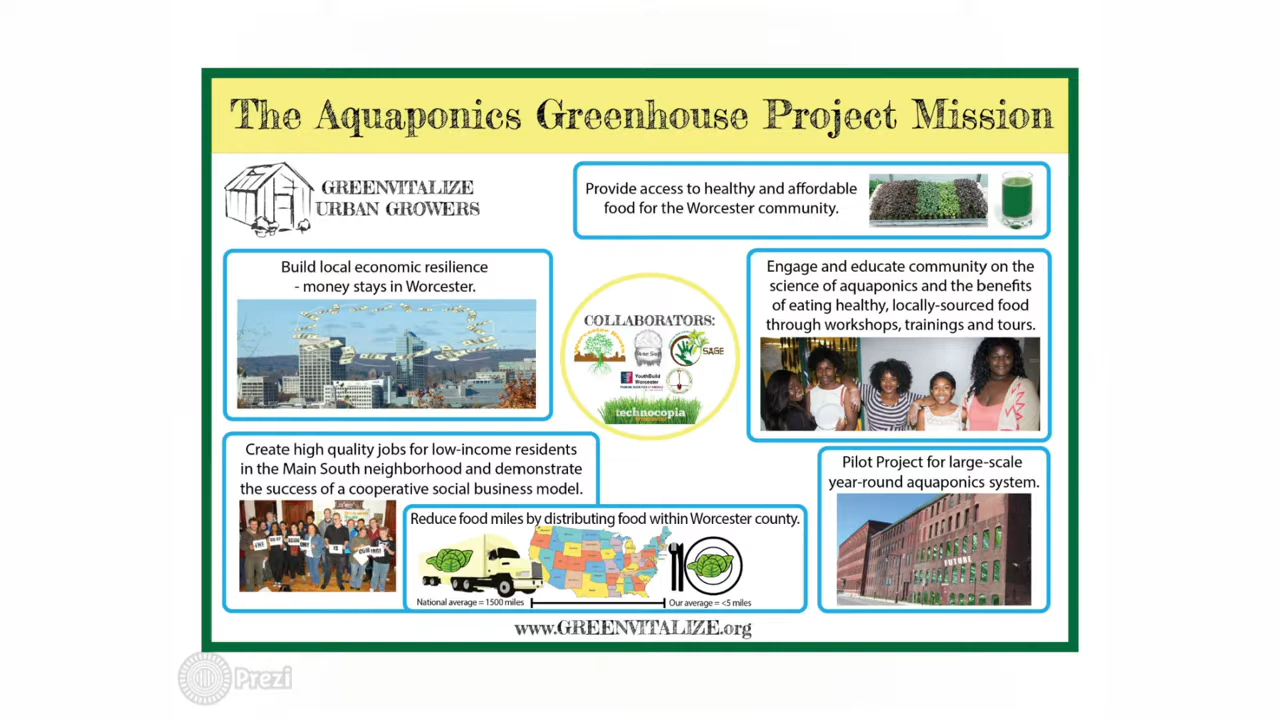 The Aquaponics Greenhouse Project Mission
GREENVITALIZE
URBAN GROWERS
Provide access to healthy and affordable
food for the Worcester community.
Build local economic resilience
- money stays in Worcester.
COLLABORATORS:
SAGE
YouthBuild
Worcester
technocopia
Engage and educate community on the
science of aquaponics and the benefits
of eating healthy, locally-sourced food
through workshops, trainings and tours.
Create high quality jobs for low-income residents
in the Main South neighborhood and demonstrate
the success of a cooperative social business model.
Reduce food miles by distributing food within Worcester county.
National average = 1500 miles
Our average = <5 miles
Pilot Project for large-scale
year-round aquaponics system.
www.GREENVITALIZE.org
Prezi